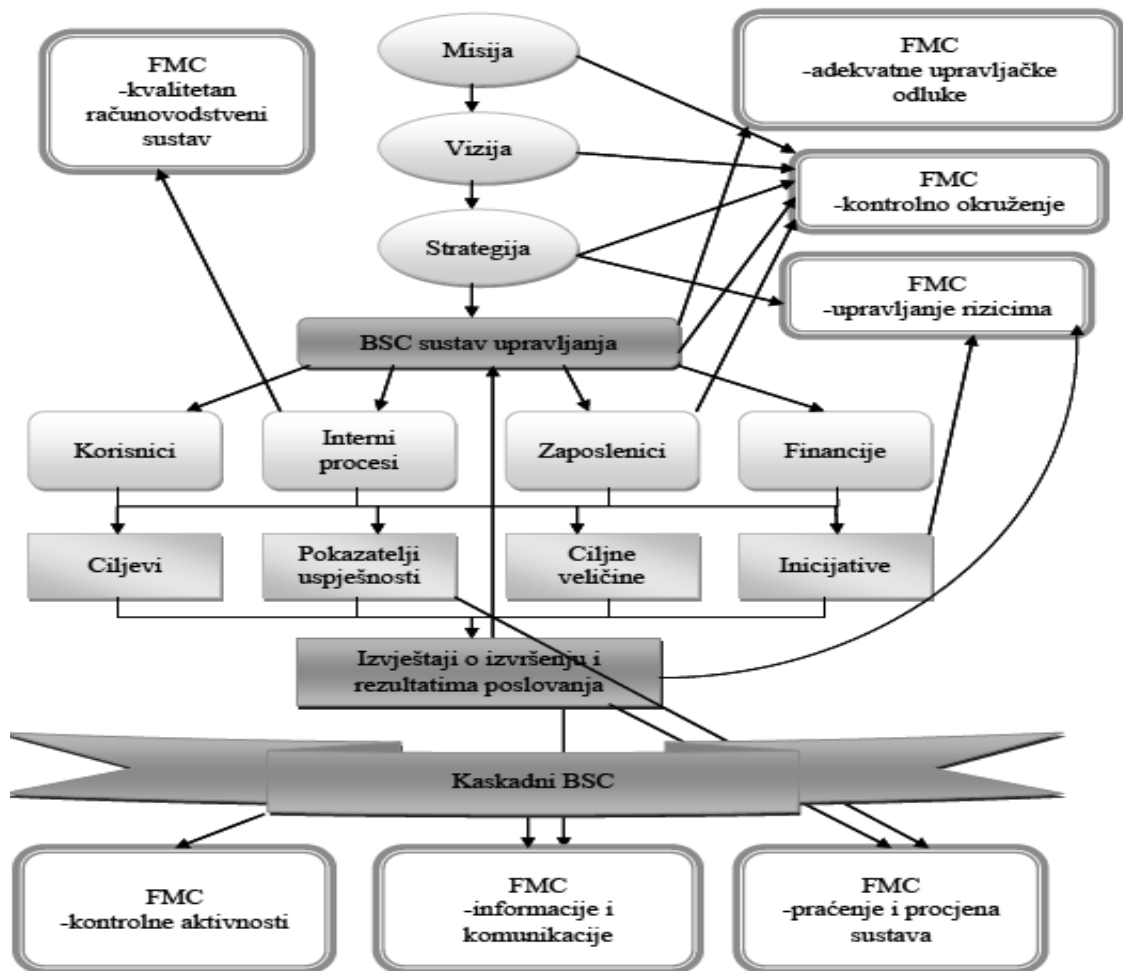 Misija
FMC
-kvalitetan
računovodstveni
sustav
FMC
-adekvatne upravljačke
odluke
Vizija
FMC
-kontrolno okruženje
Strategija
FMC
-upravljanje rizicima
BSC sustav upravljanja
Korisnici
Interni
procesi
Zaposlenici
Financije
Ciljevi
Pokazatelji
uspješnosti
Ciljne
veličine
Inicijative
Izvještaji o izvršenju i
rezultatima poslovanja
Kaskadni BSC
FMC
-kontrolne aktivnosti
FMC
-informacije i
komunikacije
FMC
-praćenje i procjena
sustava